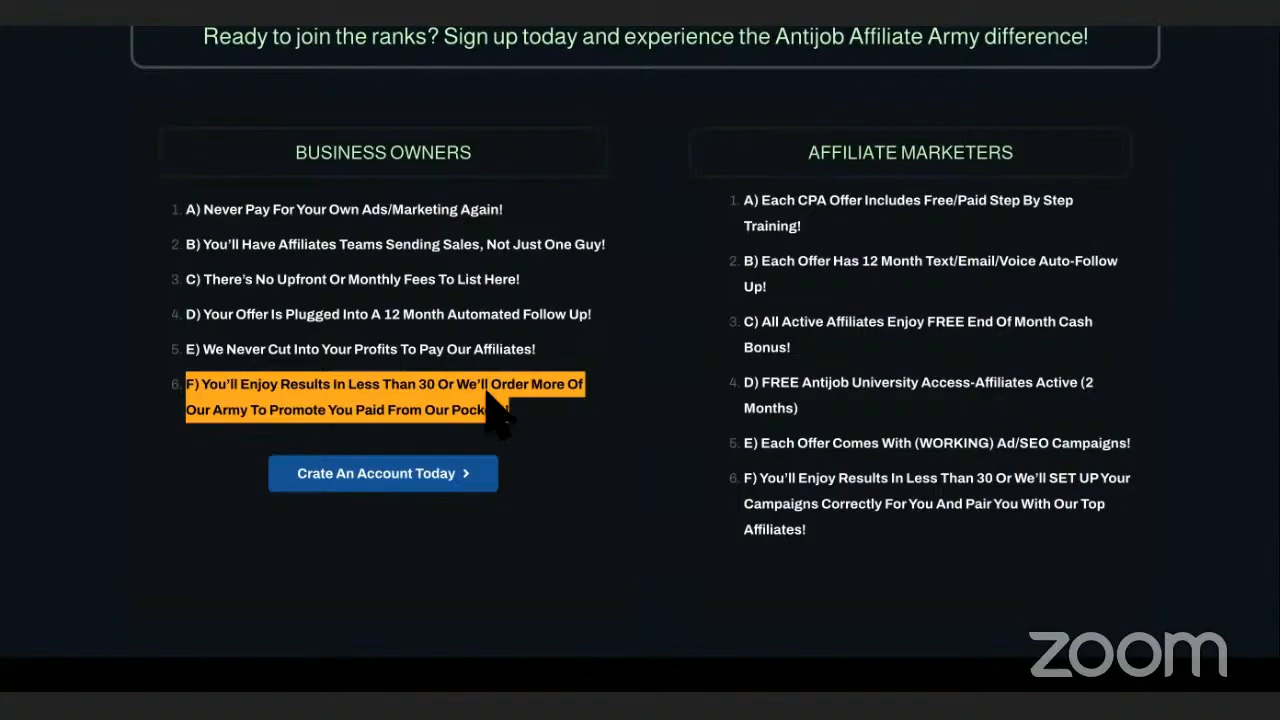 Ready to join the ranks? Sign up today and experience the Antijob Affiliate Army difference!
BUSINESS OWNERS
1. A) Never Pay For Your Own Ads/Marketing Again!
2. B) You'll Have Affiliates Teams Sending Sales, Not Just One Guy!
3. C) There's No Upfront Or Monthly Fees To List Here!
4. D) Your Offer Is Plugged Into A 12 Month Automated Follow Up!
5. E) We Never Cut Into Your Profits To Pay Our Affiliates!
6. F) You'll Enjoy Results In Less Than 30 Or We'll Order More Of
Our Army To Promote You Paid From Our
Crate An Account Today
AFFILIATE MARKETERS
1. A) Each CPA Offer Includes Free/Paid Step By Step
Training!
2. B) Each Offer Has 12 Month Text/Email/Voice Auto-Follow
Up!
3. C) All Active Affiliates Enjoy FREE End Of Month Cash
Bonus!
4. D) FREE Antijob University Access-Affiliates Active (2
Months)
5. E) Each Offer Comes With (WORKING) Ad/SEO Campaigns!
6. F) You'll Enjoy Results In Less Than 30 Or We'll SET UP Your
Campaigns Correctly For You And Pair You With Our Top
Affiliates!
zoom